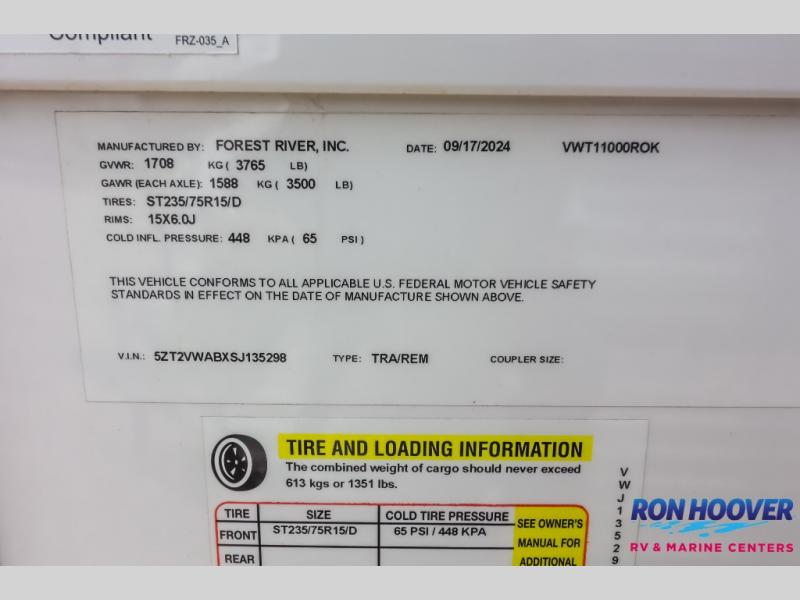 Compliant
FRZ-035_A
MANUFACTURED BY: FOREST RIVER, INC. DATE: 09/17/2024 VWT11000ROK
GVWR: 1708 KG ( 3765 LB)
GAWR (EACH AXLE): 1588 KG ( 3500 LB)
TIRES: ST235/75R15/D
RIMS: 15X6.0J
COLD INFL. PRESSURE: 448 KPA ( 65 PSI )
THIS VEHICLE CONFORMS TO ALL APPLICABLE U.S. FEDERAL MOTOR VEHICLE SAFETY
STANDARDS IN EFFECT ON THE DATE OF MANUFACTURE SHOWN ABOVE.
V.I.N.: 5ZT2VWABXSJ135298 TYPE: TRA/REM COUPLER SIZE:
TIRE AND LOADING INFORMATION
The combined weight of cargo should never exceed
613 kgs or 1351 lbs.
TIRE SIZE COLD TIRE PRESSURE SEE OWNER'S
FRONT ST235/75R15/D 65 PSI / 448 KPA MANUAL FOR
REAR ADDITIONAL
VWJ13529
RON HOOVER
RV & MARINE CENTERS